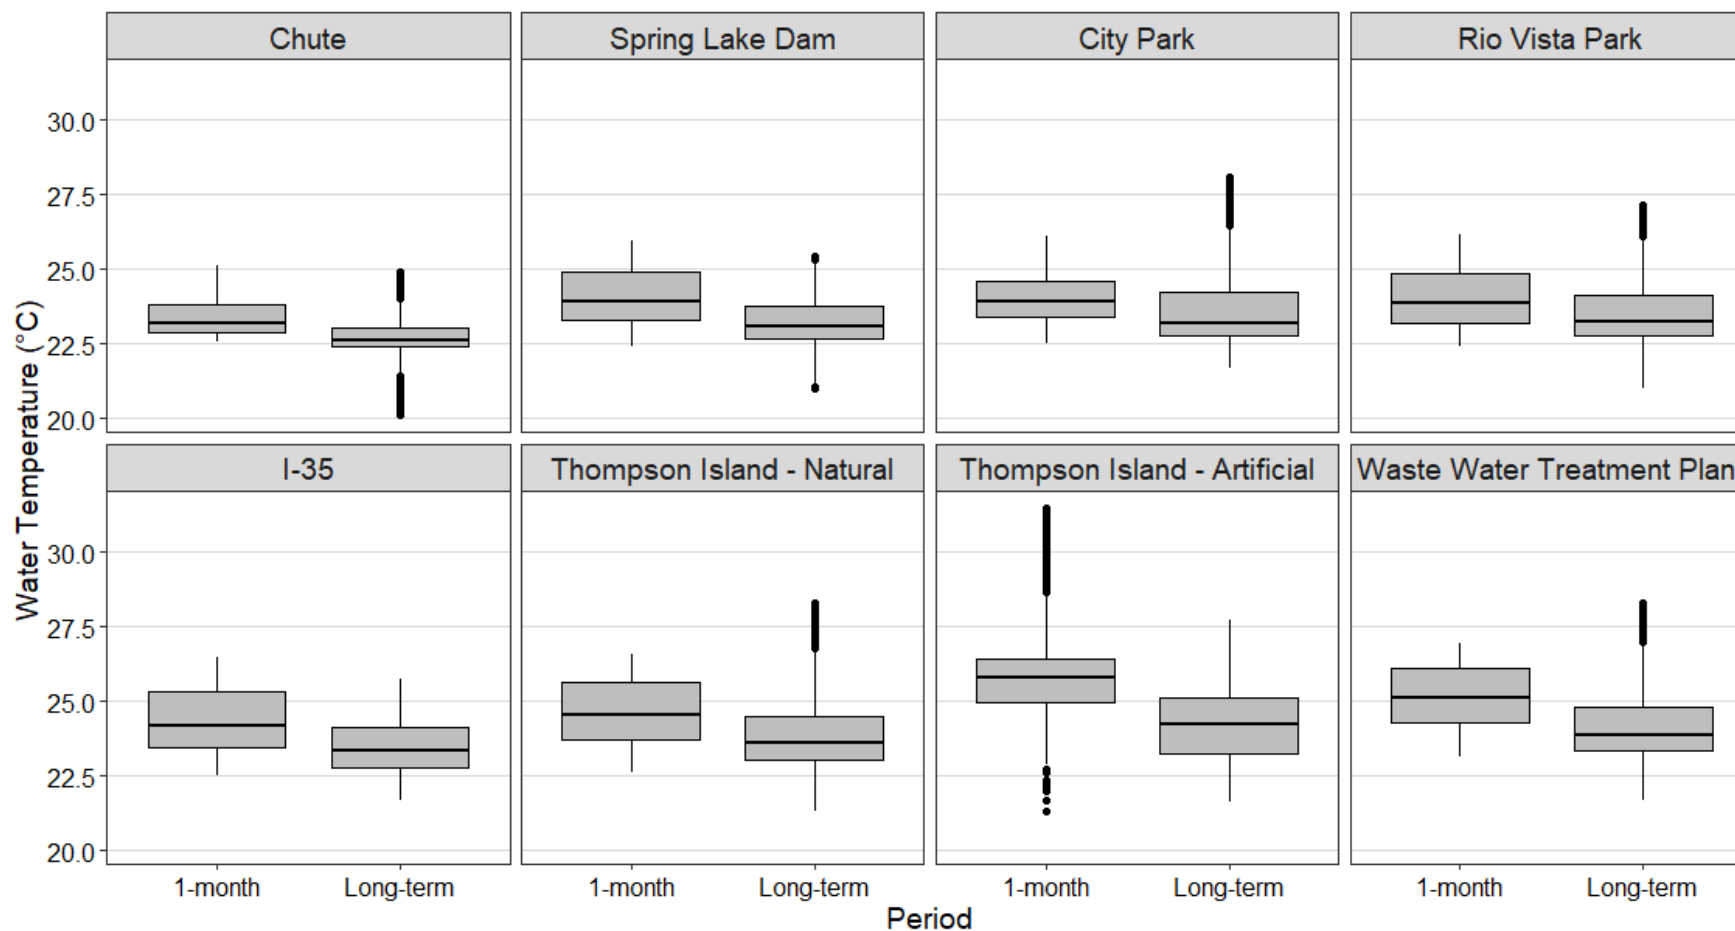 Chute
Spring Lake Dam
City Park
Rio Vista Park
30.0
27.5
25.0
22.5
20.0
Water Temperature (°C)
I-35
Thompson Island - Natural
Thompson Island - Artificial
Waste Water Treatment Plan
30.0
27.5
25.0
22.5
20.0
1-month
Long-term
1-month
Long-term
1-month
Long-term
1-month
Long-term
Period